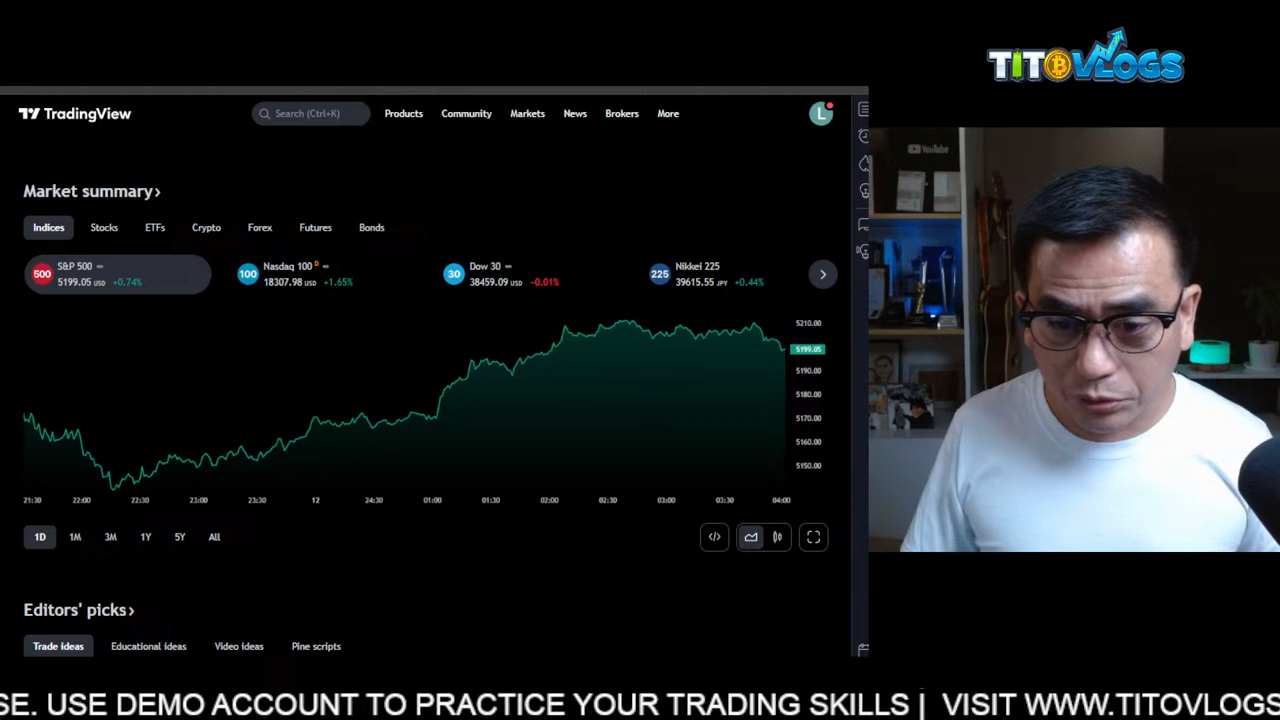 TITOVLOGS
TradingView
Search (Ctrl+K)
Products
Community
Markets
News
Brokers
More
L
YouTube
Market summary›
Indices
Stocks
ETFs
Crypto
Forex
Futures
Bonds
500
S&P 500
5199.05 USD +0.74%
100
Nasdaq 100 D
18307.98 USD +1.65%
30
Dow 30
38459.09 USD -0.01%
225
Nikkei 225
39615.55 JPY +0.44%
5210.00
5199.05
5190.00
5180.00
5170.00
5160.00
5150.00
21:30 22:00 22:30 23:00 23:30 12 24:30 01:00 01:30 02:00 02:30 03:00 03:30 04:00
1D 1M 3M 1Y 5Y All
Editors' picks›
Trade ideas
Educational ideas
Video ideas
Pine scripts
SE. USE DEMO ACCOUNT TO PRACTICE YOUR TRADING SKILLS | VISIT WWW.TITOVLOGS